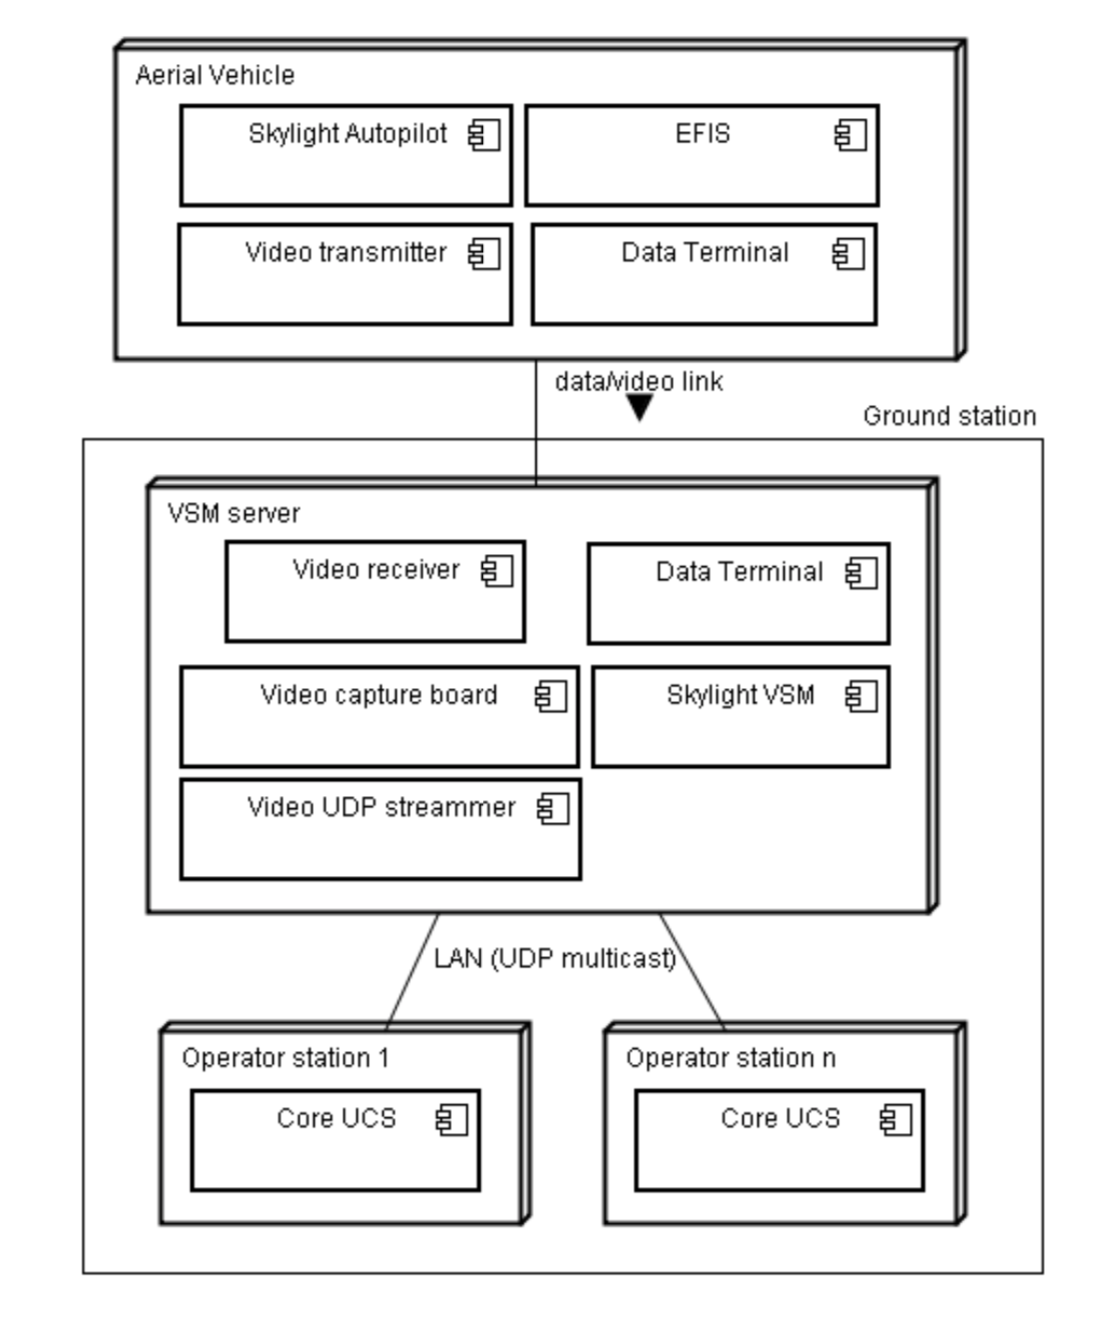 Aerial Vehicle
Skylight Autopilot
EFIS
Video transmitter
Data Terminal
data/video link
Ground station
VSM server
Video receiver
Data Terminal
Video capture board
Skylight VSM
Video UDP streammer
LAN (UDP multicast)
Operator station 1
Operator station n
Core UCS
Core UCS